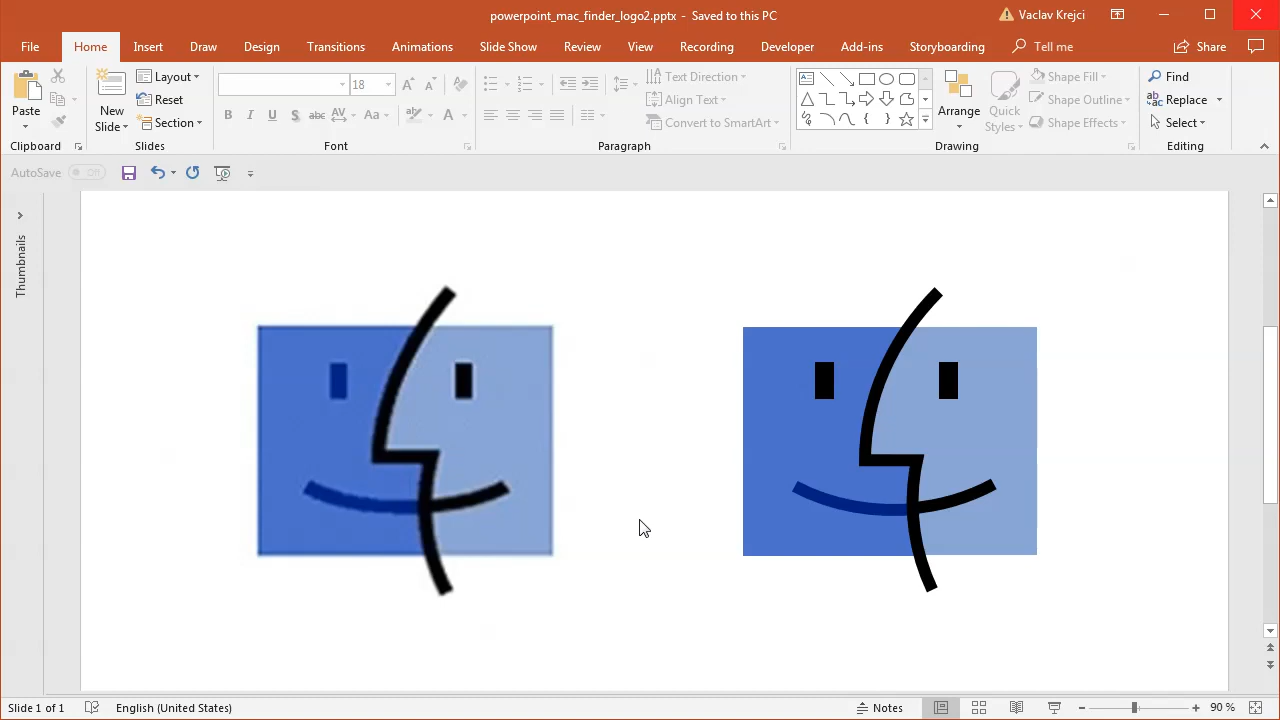 powerpoint_mac_finder_logo2.pptx - Saved to this PC
Vaclav Krejci
File Home Insert Draw Design Transitions Animations Slide Show Review View Recording Developer Add-ins Storyboarding Tell me Share
Paste
Clipboard
New Slide
Layout
Reset
Section
Slides
18
B I U S abc AV Aa A
Font
Text Direction
Align Text
Convert to SmartArt
Paragraph
Arrange
Quick Styles
Shape Fill
Shape Outline
Shape Effects
Drawing
Find
Replace
Select
Editing
AutoSave Off
Thumbnails
Slide 1 of 1 English (United States) Notes 90 %